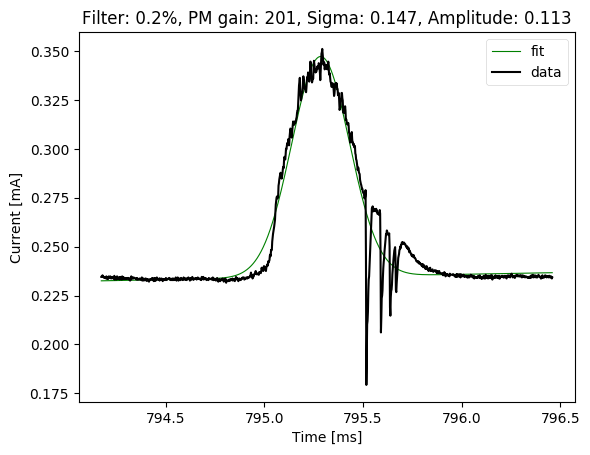 Filter: 0.2%, PM gain: 201, Sigma: 0.147, Amplitude: 0.113
fit
data
Current [mA]
0.350
0.325
0.300
0.275
0.250
0.225
0.200
0.175
794.5
795.0
795.5
796.0
796.5
Time [ms]